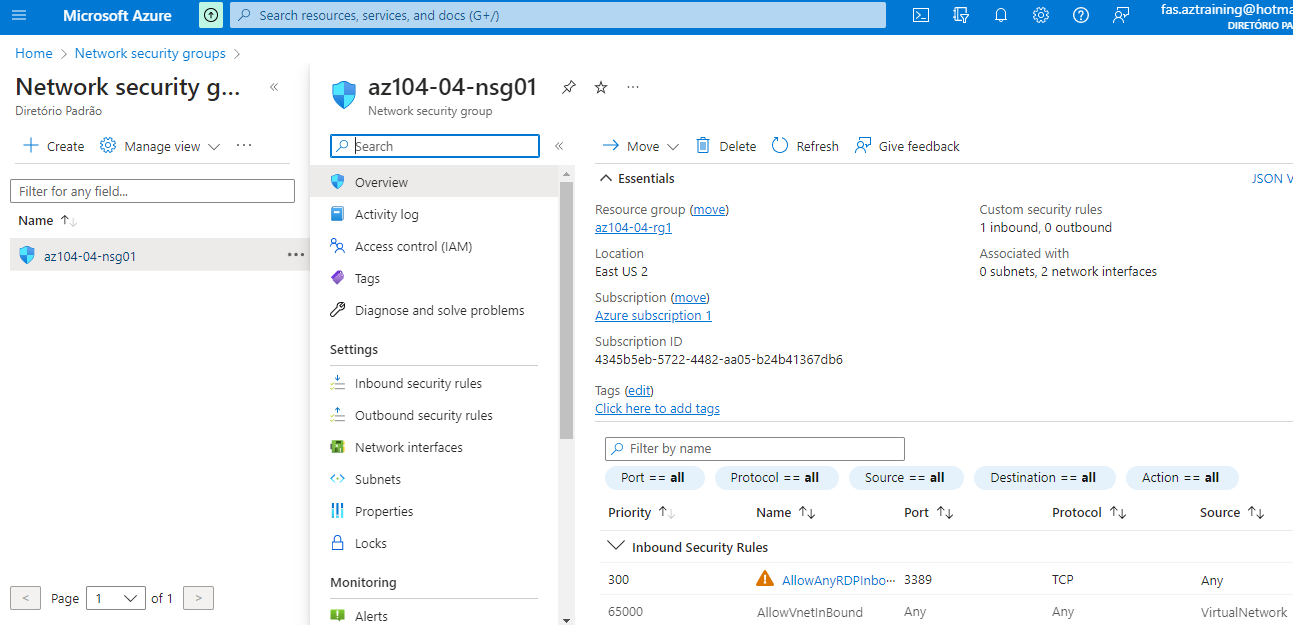 Microsoft Azure
Search resources, services, and docs (G+/)
fas.aztraining@hotma
DIRETÓRIO PA
Home > Network security groups >
Network security g...
Diretório Padrão
Create
Manage view
Filter for any field...
Name
az104-04-nsg01
Page 1 of 1
az104-04-nsg01
Network security group
Search
Overview
Activity log
Access control (IAM)
Tags
Diagnose and solve problems
Settings
Inbound security rules
Outbound security rules
Network interfaces
Subnets
Properties
Locks
Monitoring
Alerts
Move
Delete
Refresh
Give feedback
Essentials
JSON V
Resource group (move)
az104-04-rg1
Location
East US 2
Subscription (move)
Azure subscription 1
Subscription ID
4345b5eb-5722-4482-aa05-b24b41367db6
Custom security rules
1 inbound, 0 outbound
Associated with
0 subnets, 2 network interfaces
Tags (edit)
Click here to add tags
Filter by name
Port == all
Protocol == all
Source == all
Destination == all
Action == all
Priority Name Port Protocol Source
Inbound Security Rules
300 AllowAnyRDPInbo... 3389 TCP Any
65000 AllowVnetInBound Any Any VirtualNetwork